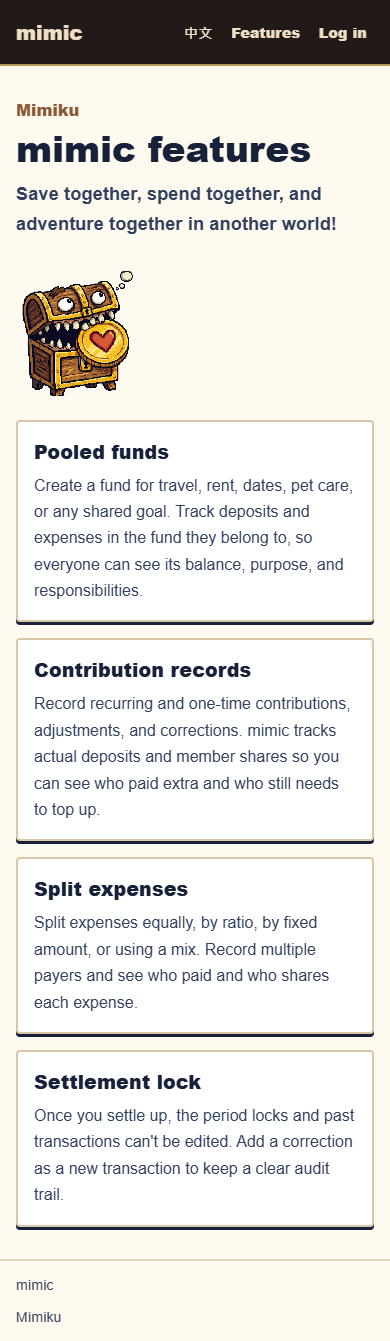 mimic
中文
Features
Log in
Mimiku
mimic features
Save together, spend together, and
adventure together in another world!
Pooled funds
Create a fund for travel, rent, dates, pet care,
or any shared goal. Track deposits and
expenses in the fund they belong to, so
everyone can see its balance, purpose, and
responsibilities.
Contribution records
Record recurring and one-time contributions,
adjustments, and corrections. mimic tracks
actual deposits and member shares so you
can see who paid extra and who still needs
to top up.
Split expenses
Split expenses equally, by ratio, by fixed
amount, or using a mix. Record multiple
payers and see who paid and who shares
each expense.
Settlement lock
Once you settle up, the period locks and past
transactions can't be edited. Add a correction
as a new transaction to keep a clear audit
trail.
mimic
Mimiku